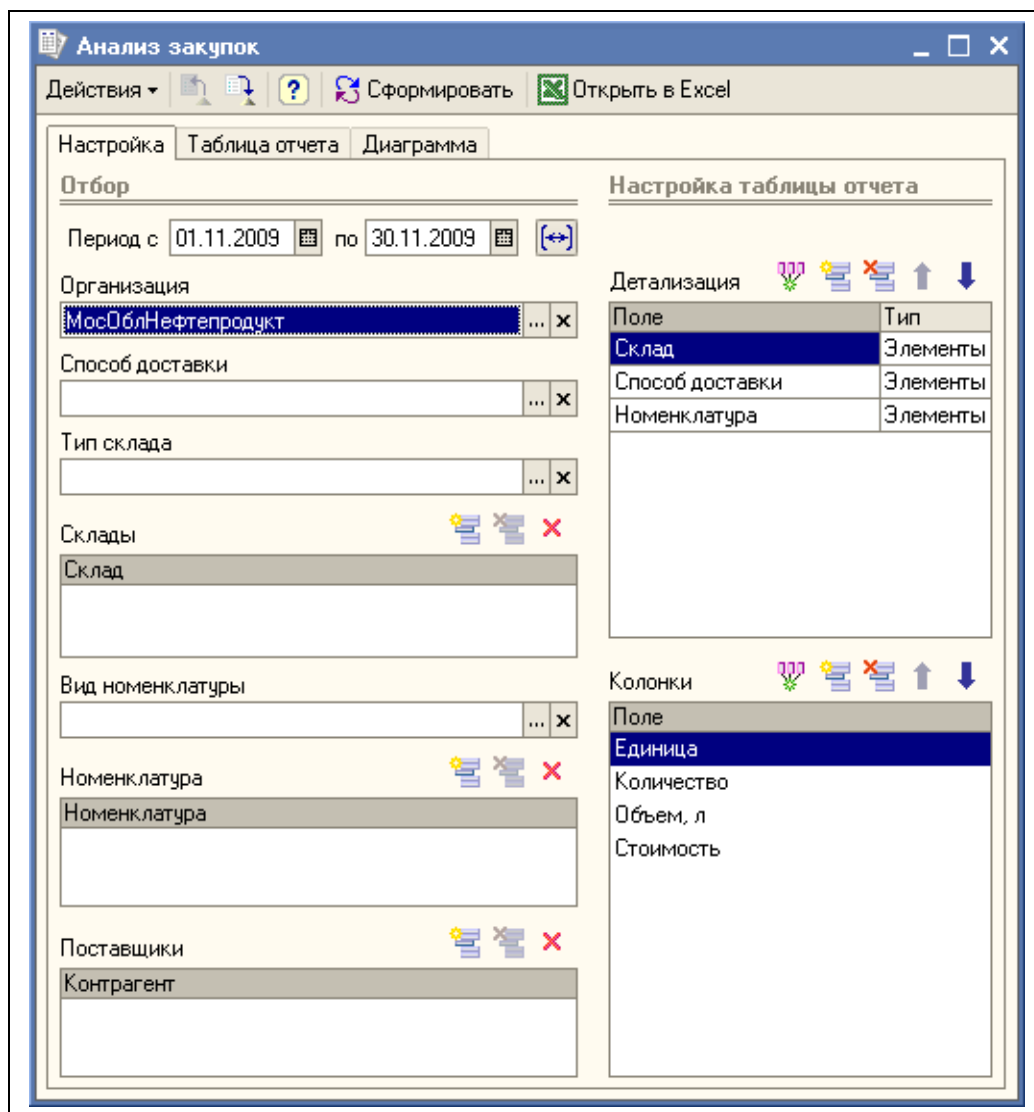 Анализ закупок
Действия ? Сформировать Открыть в Excel
Настройка Таблица отчета Диаграмма
Отбор
Период с 01.11.2009 по 30.11.2009
Организация
МосОблНефтепродукт ... x
Способ доставки
... x
Тип склада
... x
Склады
Склад
Вид номенклатуры
... x
Номенклатура
Номенклатура
Поставщики
Контрагент
Настройка таблицы отчета
Детализация
Поле Тип
Склад Элементы
Способ доставки Элементы
Номенклатура Элементы
Колонки
Поле
Единица
Количество
Объем, л
Стоимость